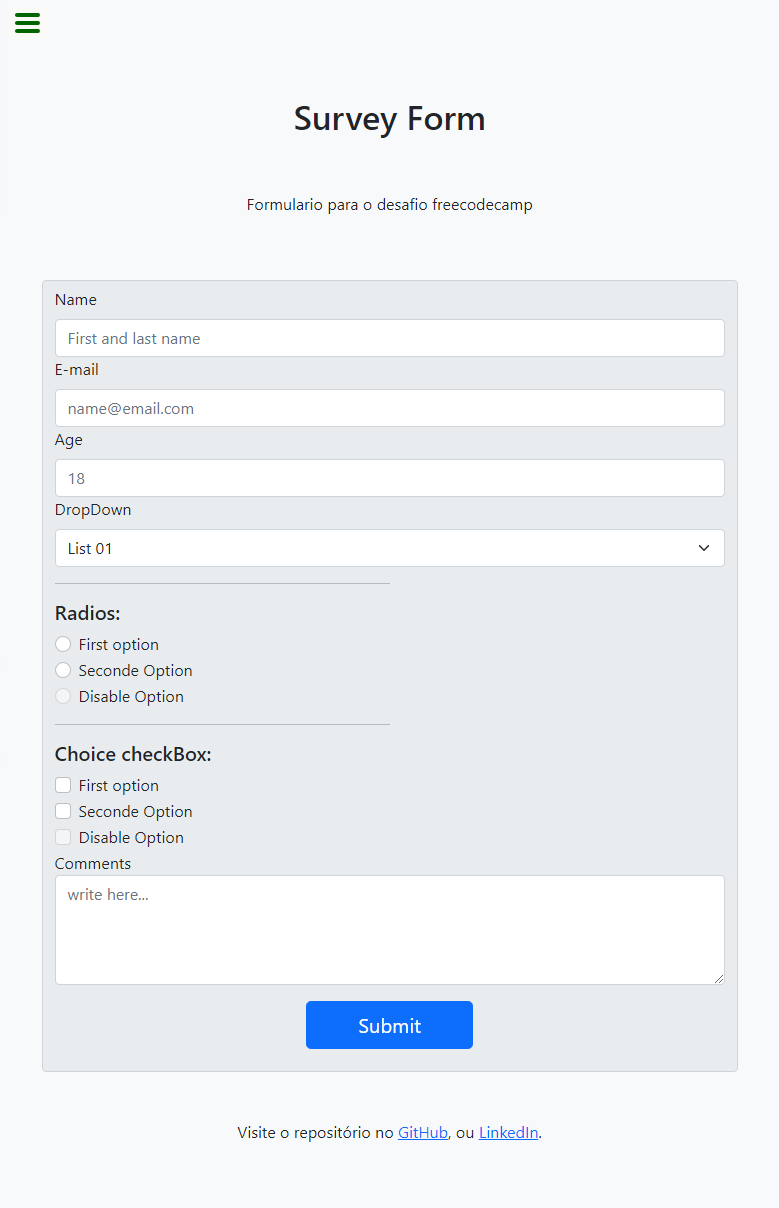 Survey Form
Formulario para o desafio freecodecamp
Name
First and last name
E-mail
name@email.com
Age
18
DropDown
List 01
Radios:
First option
Seconde Option
Disable Option
Choice checkBox:
First option
Seconde Option
Disable Option
Comments
write here...
Submit
Visite o repositório no GitHub, ou LinkedIn.